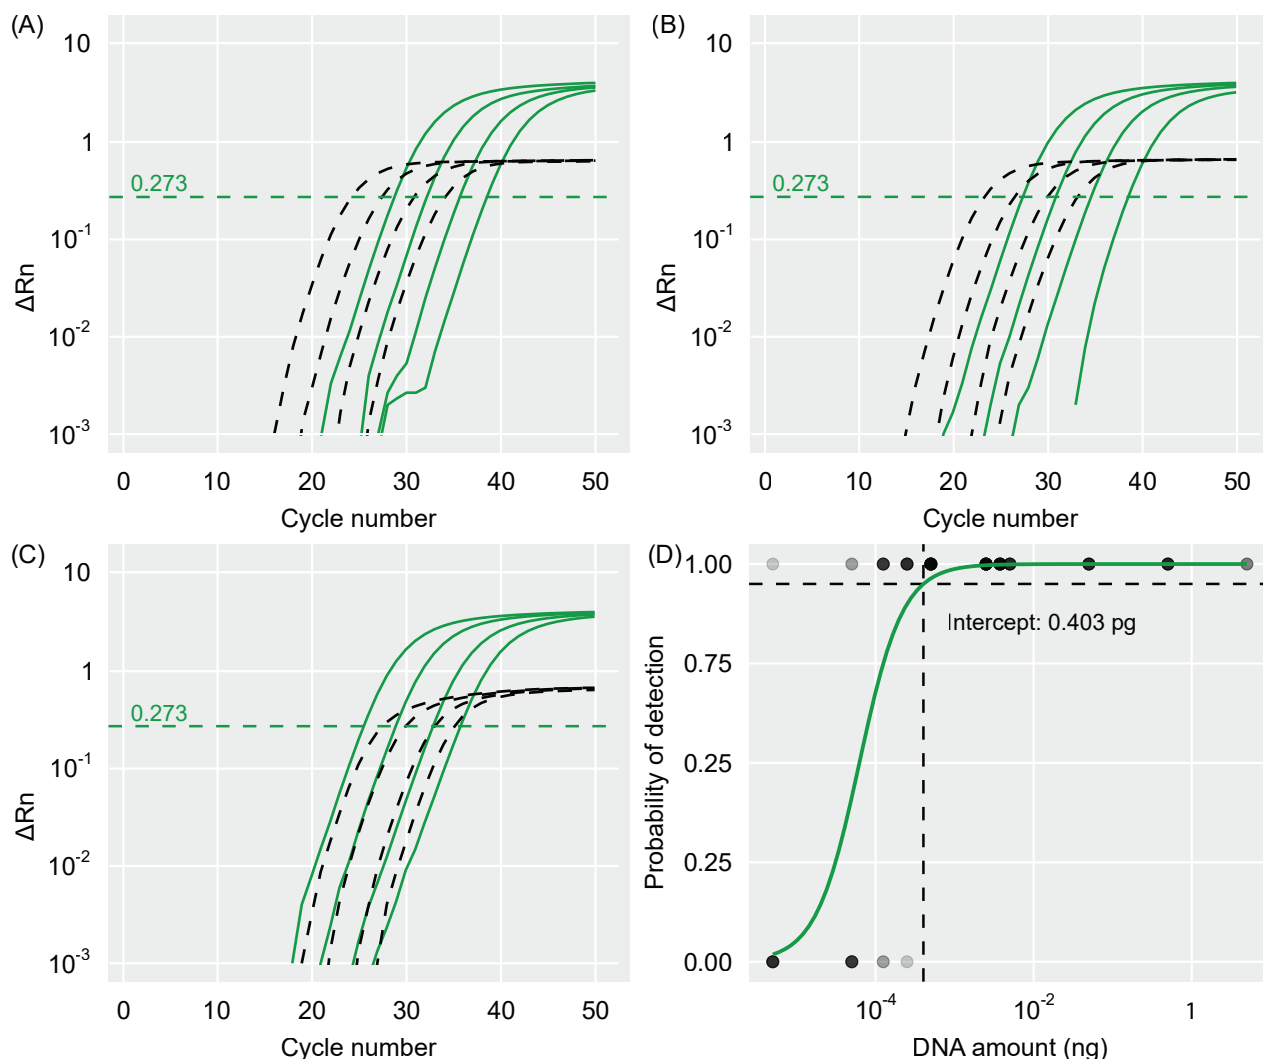 (A)
10
1
0.273
10-1
10-2
10-3
ΔRn
0 10 20 30 40 50
Cycle number
(B)
10
1
0.273
10-1
10-2
10-3
ΔRn
0 10 20 30 40 50
Cycle number
(C)
10
1
0.273
10-1
10-2
10-3
ΔRn
0 10 20 30 40 50
Cycle number
(D)
1.00
0.75
0.25
0.25
0.00
Probability of detection
Intercept: 0.403 pg
10-4 10-2 1
DNA amount (ng)